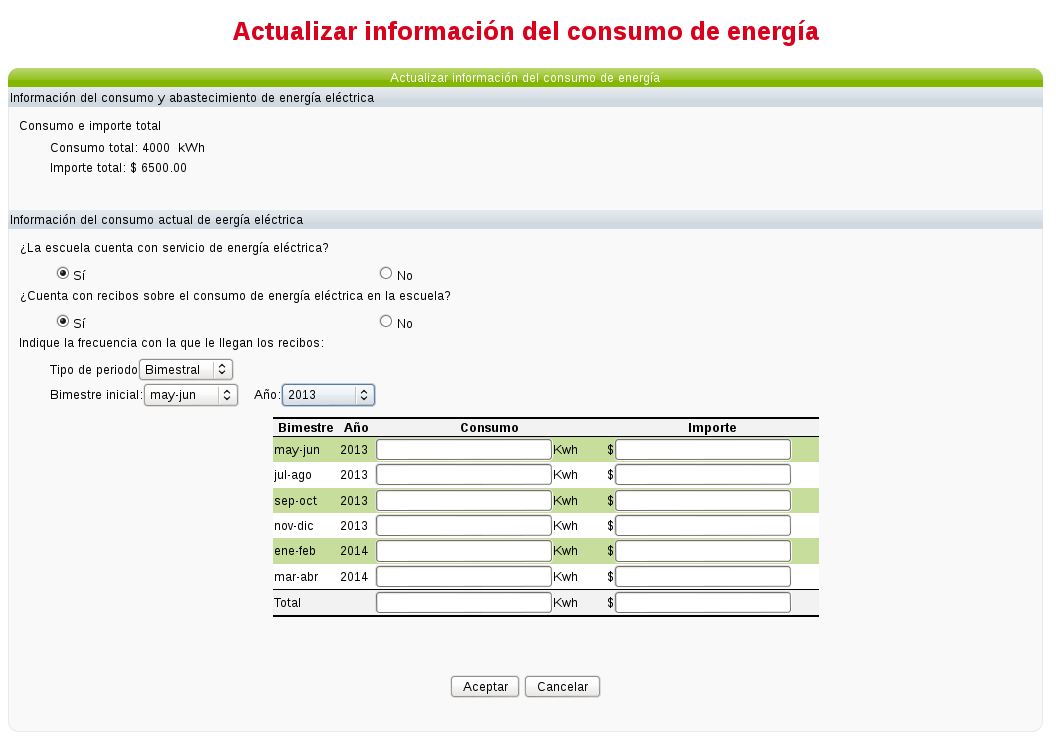 Actualizar información del consumo de energía
Actualizar información del consumo de energía
Información del consumo y abastecimiento de energía eléctrica
Consumo e importe total
Consumo total: 4000 kWh
Importe total: $ 6500.00
Información del consumo actual de eergía eléctrica
¿La escuela cuenta con servicio de energía eléctrica?
Sí No
¿Cuenta con recibos sobre el consumo de energía eléctrica en la escuela?
Sí No
Indique la frecuencia con la que le llegan los recibos:
Tipo de periodo Bimestral
Bimestre inicial: may-jun Año: 2013
Bimestre Año Consumo Importe
may-jun 2013 Kwh $
jul-ago 2013 Kwh $
sep-oct 2013 Kwh $
nov-dic 2013 Kwh $
ene-feb 2014 Kwh $
mar-abr 2014 Kwh $
Total Kwh $
Aceptar Cancelar